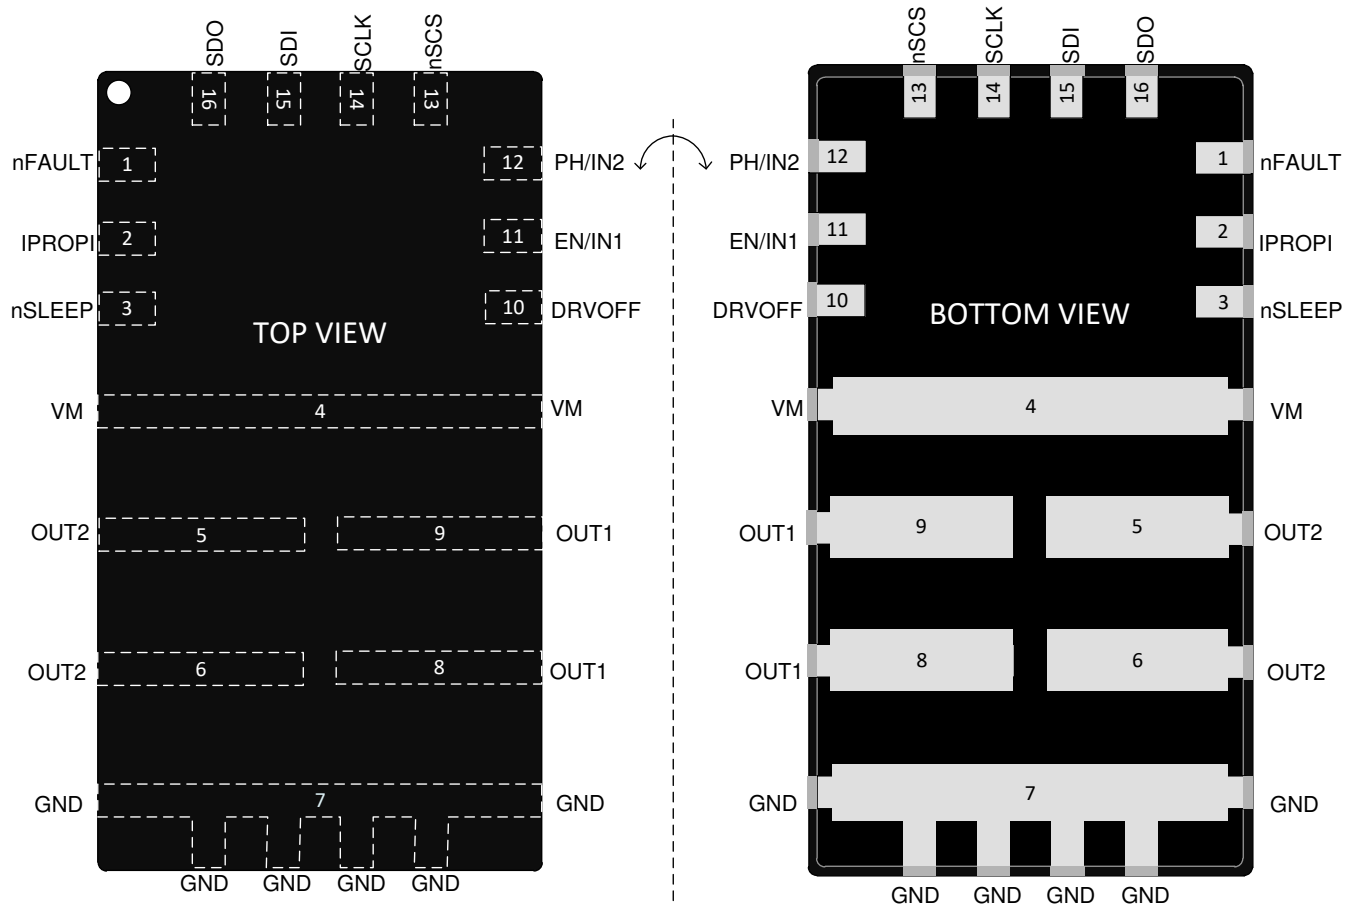 SDO SDI SCLK nSCS
16 15 14 13
nFAULT 1 12 PH/IN2
IPROPI 2 11 EN/IN1
nSLEEP 3 10 DRVOFF
TOP VIEW
VM 4 VM
OUT2 5 9 OUT1
OUT2 6 8 OUT1
GND 7 GND
GND GND GND GND
nSCS SCLK SDI SDO
13 14 15 16
PH/IN2 12 1 nFAULT
EN/IN1 11 2 IPROPI
DRVOFF 10 3 nSLEEP
BOTTOM VIEW
VM 4 VM
OUT1 9 5 OUT2
OUT1 8 6 OUT2
GND 7 GND
GND GND GND GND